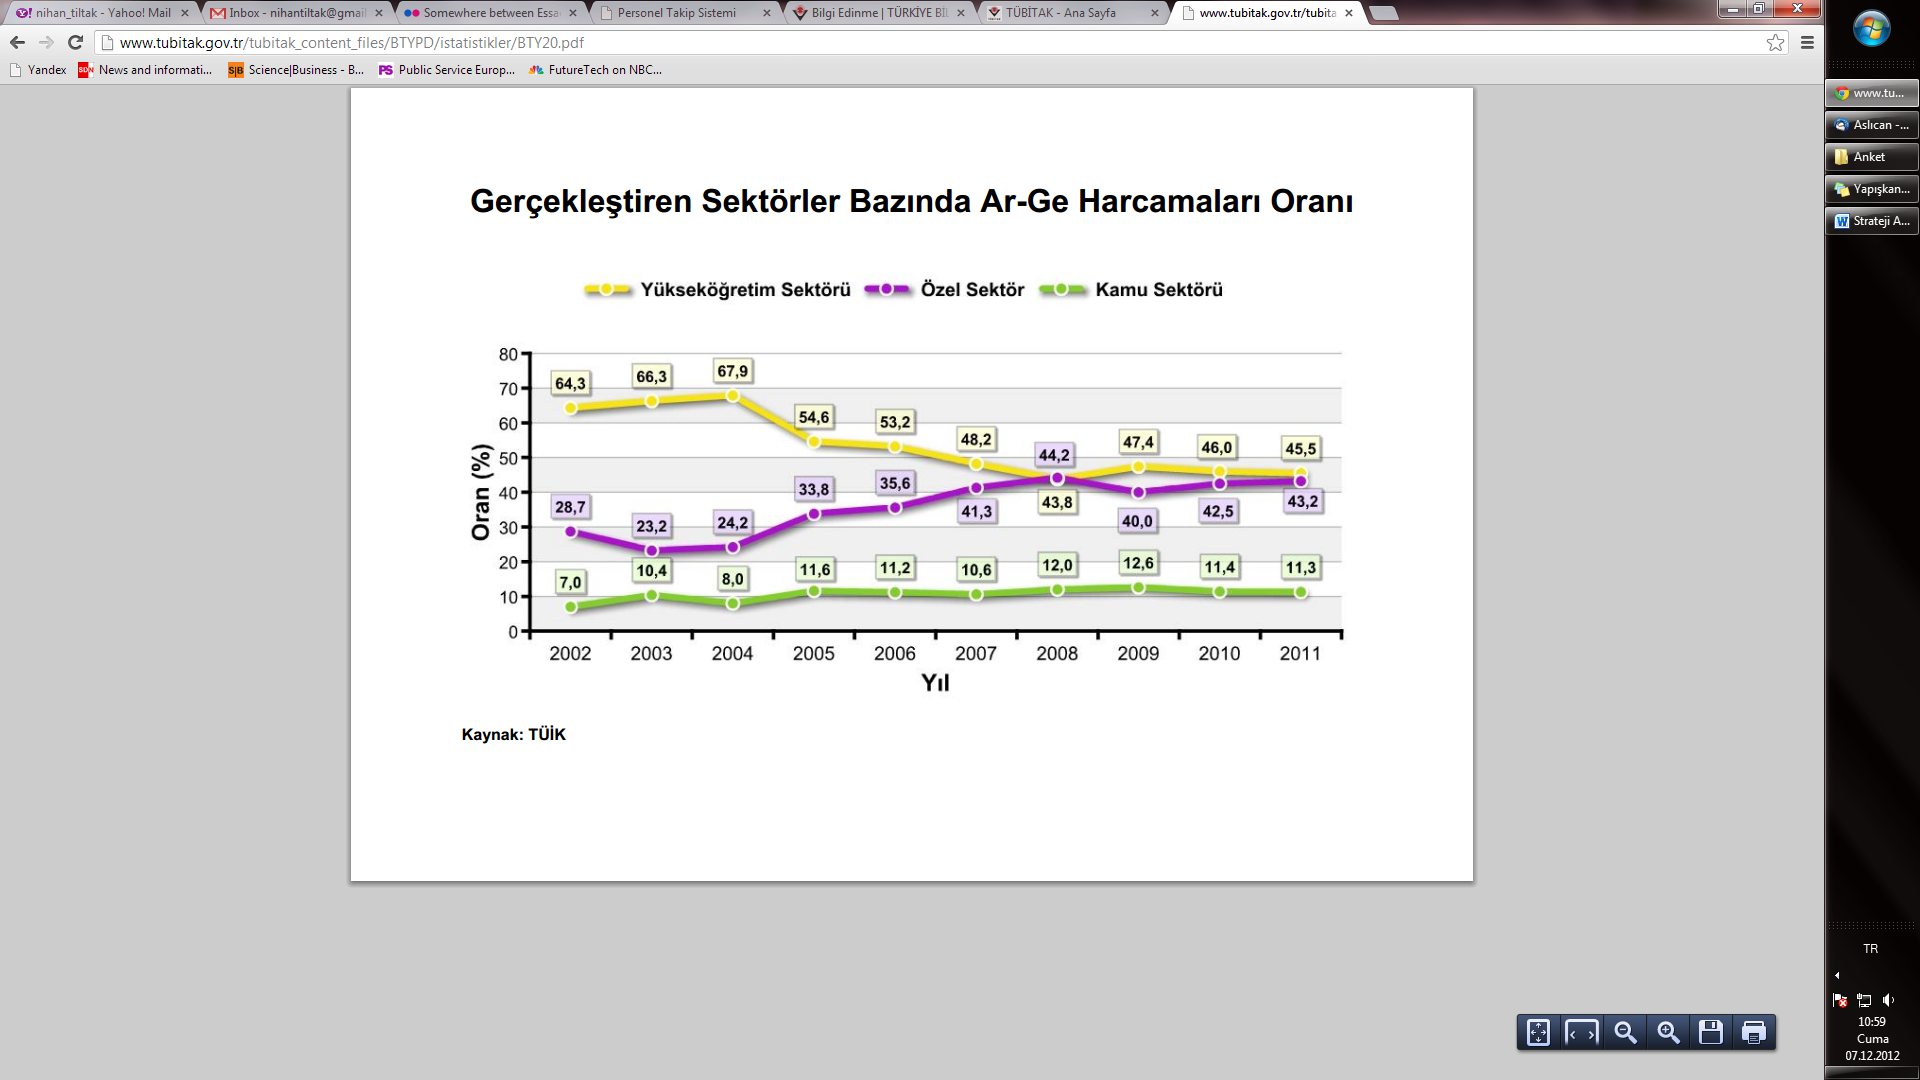 nihan_tiltak - Yahoo! Mail
Inbox - nihantiltak@gmail
Somewhere between Essa
Personel Takip Sistemi
Bilgi Edinme | TÜRKİYE Bİ
TÜBİTAK - Ana Sayfa
www.tubitak.gov.tr/tubita
www.tubitak.gov.tr/tubitak_content_files/BTYPD/istatistikler/BTY20.pdf
Yandex
SDN News and informati...
S|B Science|Business - B...
PS Public Service Europ...
FutureTech on NBC...
Gerçekleştiren Sektörler Bazında Ar-Ge Harcamaları Oranı
Yükseköğretim Sektörü Özel Sektör Kamu Sektörü
Oran (%)
80
70
60
50
40
30
20
10
0
64,3 66,3 67,9 54,6 53,2 48,2 43,8 47,4 46,0 45,5
28,7 23,2 24,2 33,8 35,6 41,3 44,2 40,0 42,5 43,2
7,0 10,4 8,0 11,6 11,2 10,6 12,0 12,6 11,4 11,3
2002 2003 2004 2005 2006 2007 2008 2009 2010 2011
Yıl
Kaynak: TÜİK
www.tu...
Aslıcan -...
Anket
Yapışkan...
Strateji A...
TR
10:59
Cuma
07.12.2012